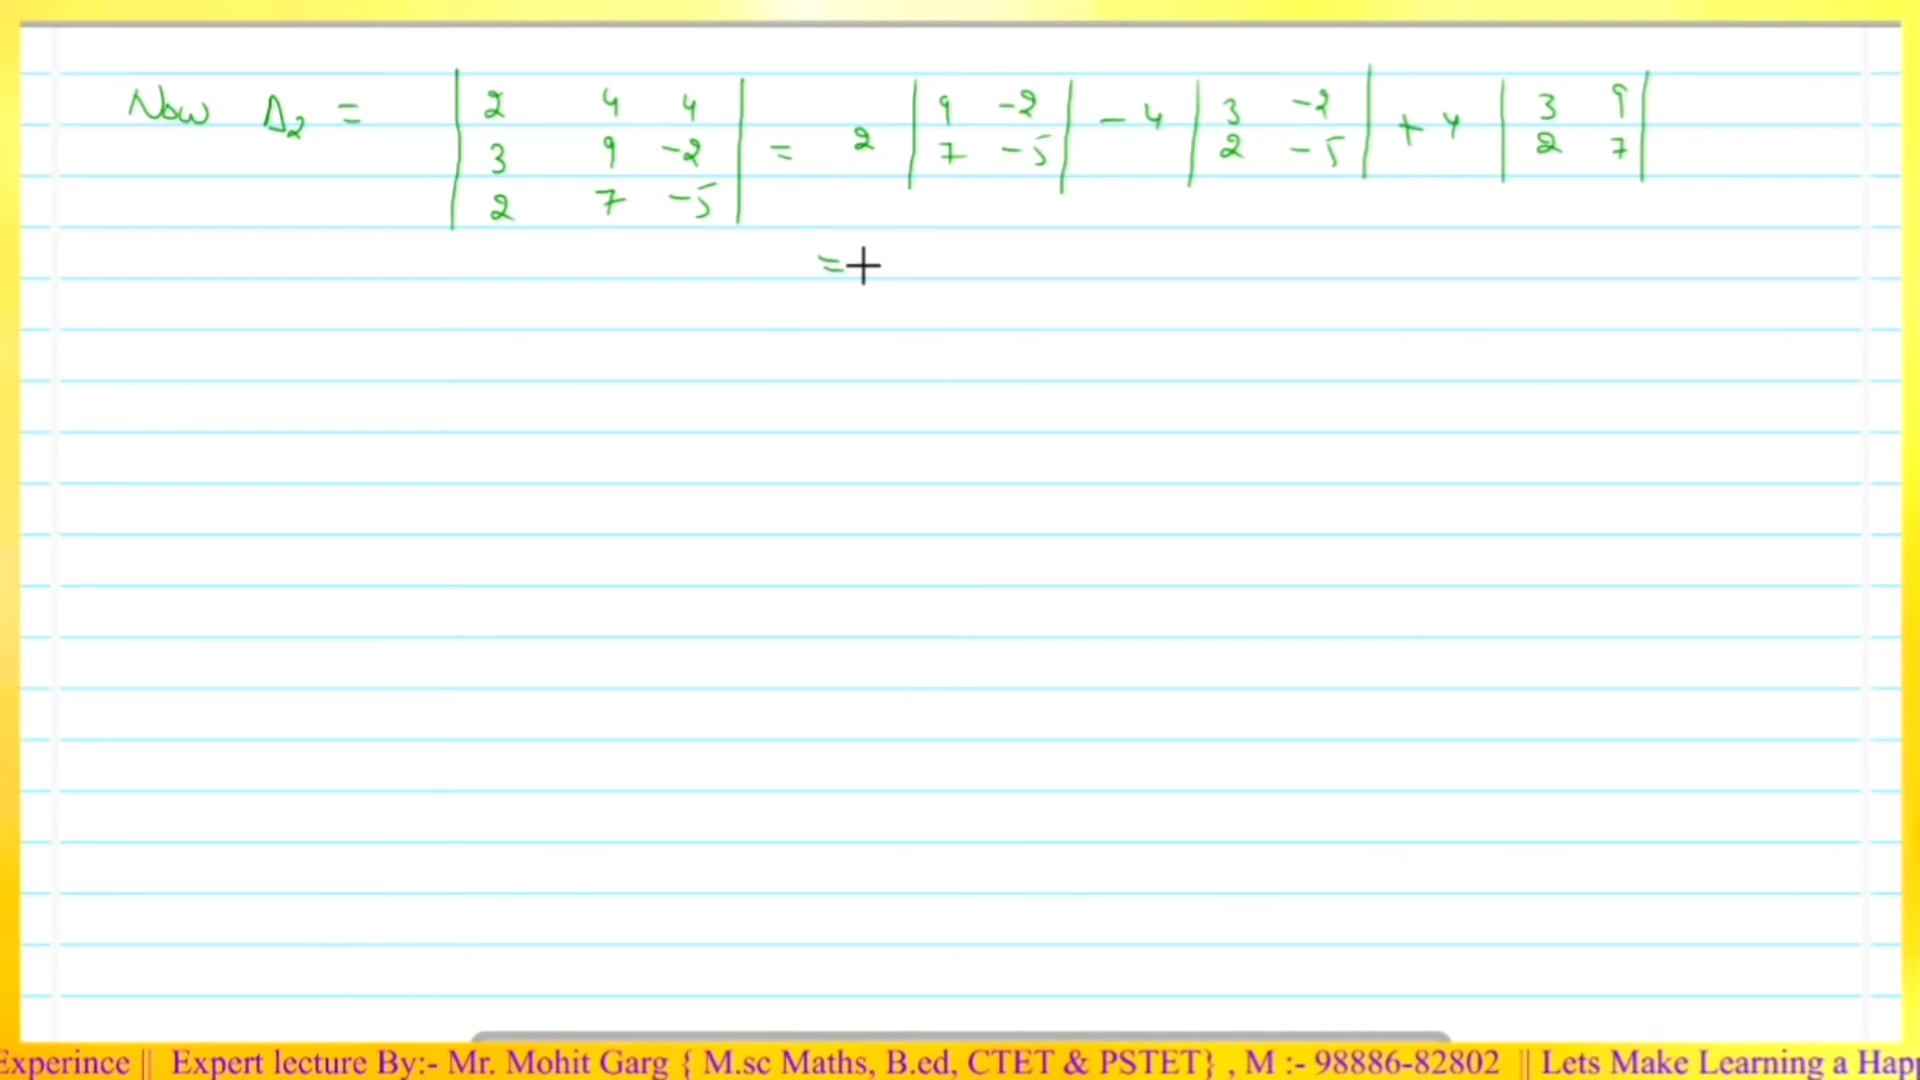 Now Δ₂ = | 2 4 4 | = 2 | 9 -2 | - 4 | 3 -2 | + 4 | 3 9 |
| 3 9 -2 | | 7 -5 | | 2 -5 | | 2 7 |
| 2 7 -5 |
=
Experince || Expert lecture By:- Mr. Mohit Garg { M.sc Maths, B.ed, CTET & PSTET} , M :- 98886-82802 || Lets Make Learning a Hap